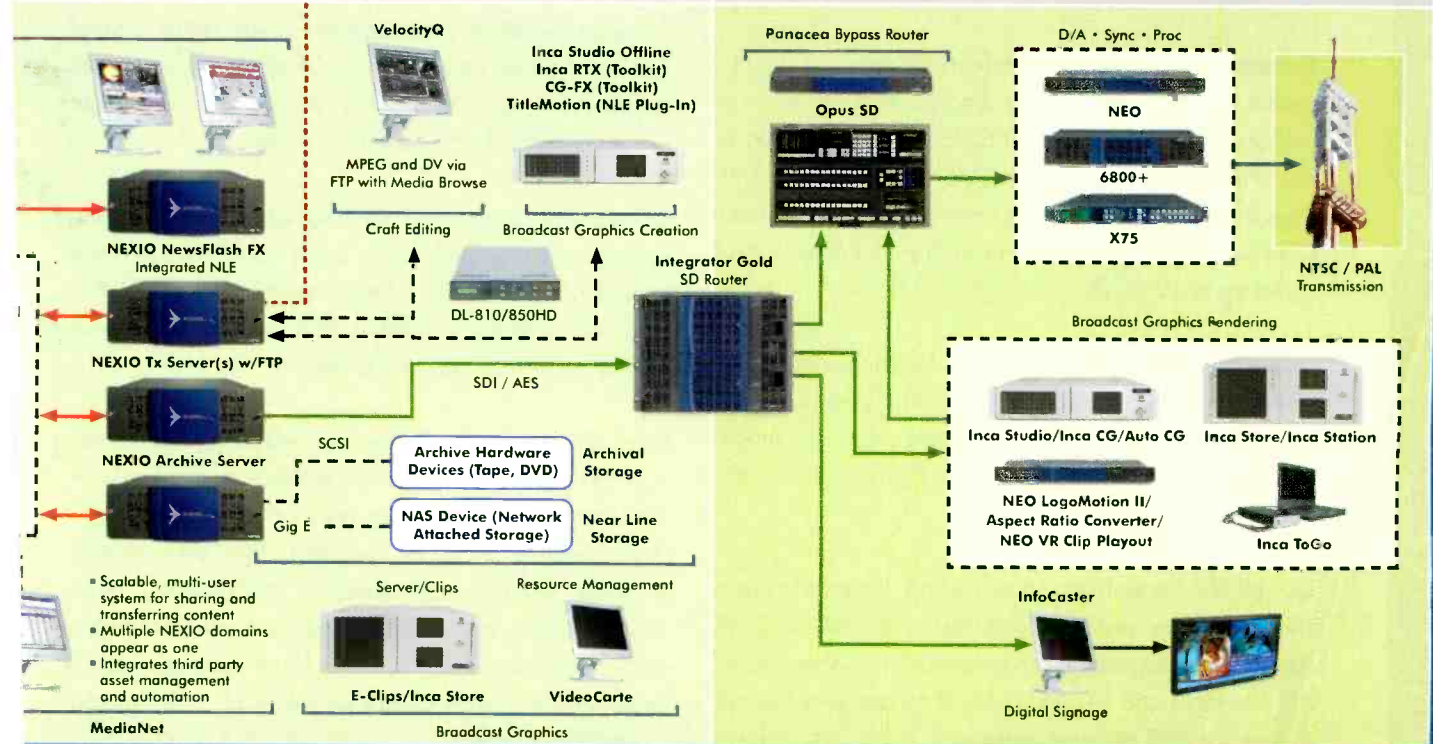 VelocityQ
MPEG and DV via
FTP with Media Browse
Craft Editing
Inca Studio Offline
Inca RTX (Toolkit)
CG-FX (Toolkit)
TitleMotion (NLE Plug-In)
Broadcast Graphics Creation
DL-810/850HD
NEXIO NewsFlash FX
Integrated NLE
NEXIO Tx Server(s) w/FTP
NEXIO Archive Server
SDI / AES
SCSI
Gig E
Archive Hardware
Devices (Tape, DVD)
Archival
Storage
NAS Device (Network
Attached Storage)
Near Line
Storage
Integrator Gold
SD Router
Panacea Bypass Router
Opus SD
D/A • Sync • Proc
NEO
6800+
X75
NTSC / PAL
Transmission
Broadcast Graphics Rendering
Inca Studio/Inca CG/Auto CG
Inca Store/Inca Station
NEO LogoMotion II/
Aspect Ratio Converter/
NEO VR Clip Playout
Inca ToGo
InfoCaster
Digital Signage
Scalable, multi-user
system for sharing and
transferring content
Multiple NEXIO domains
appear as one
Integrates third party
asset management
and automation
MediaNet
Server/Clips
E-Clips/Inca Store
Resource Management
VideoCarte
Broadcast Graphics